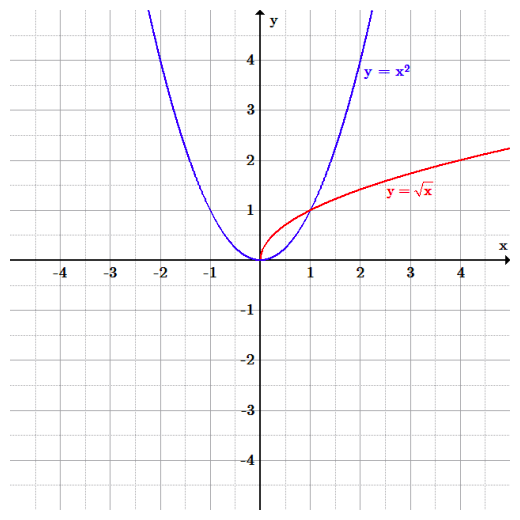 y
4
y = x²
3
2
y = √x
1
x
-4 -3 -2 -1 1 2 3 4
-1
-2
-3
-4